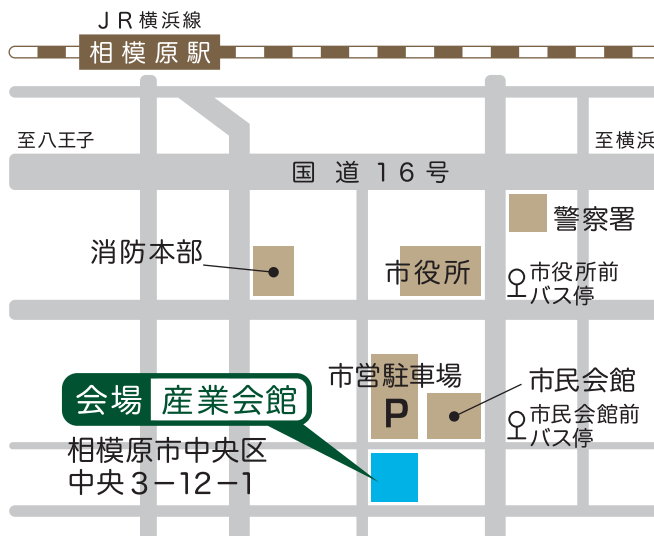 JR横浜線
相模原駅
至八王子
至横浜
国道16号
警察署
消防本部
市役所
市役所前
バス停
市営駐車場
P
市民会館
会場 産業会館
市民会館前
バス停
相模原市中央区
中央3-12-1